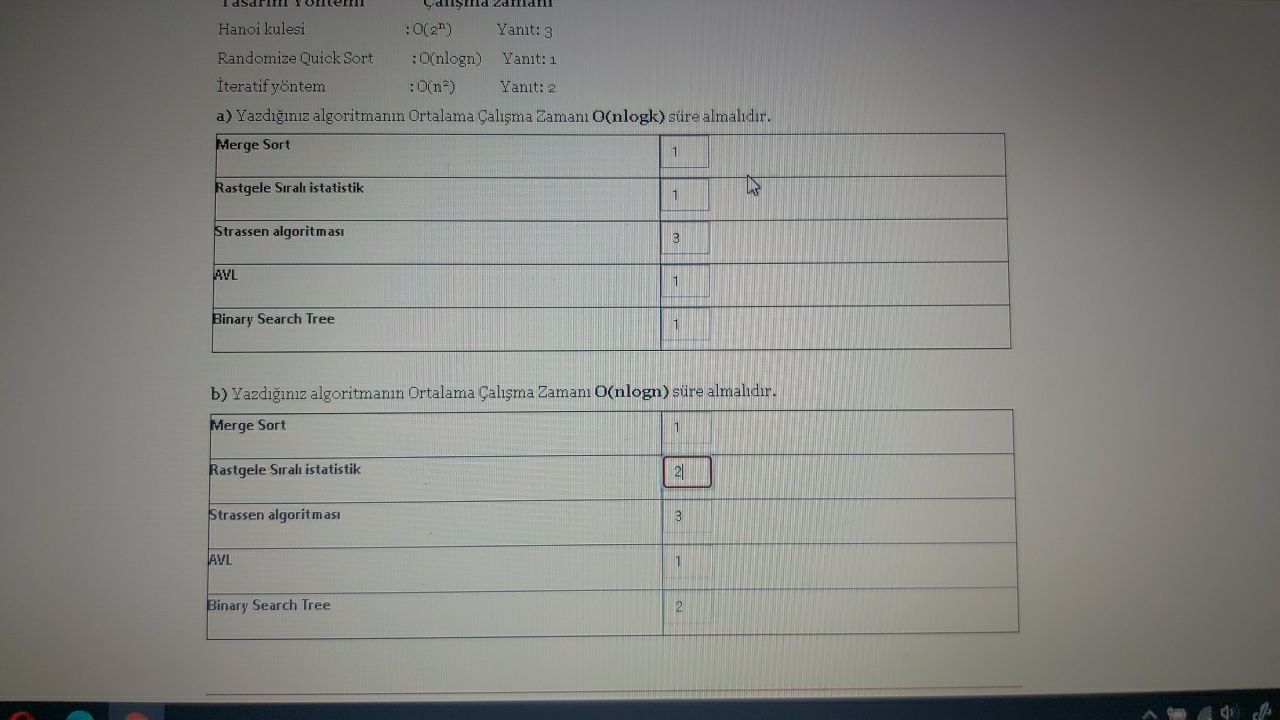 Tasarım Yöntemi Çalışma zamanı
Hanoi kulesi :O(2ⁿ) Yanıt: 3
Randomize Quick Sort :O(nlogn) Yanıt: 1
İteratif yöntem :O(n²) Yanıt: 2
a) Yazdığınız algoritmanın Ortalama Çalışma Zamanı O(nlogk) süre almalıdır.
Merge Sort 1
Rastgele Sıralı istatistik 1
Strassen algoritması 3
AVL 1
Binary Search Tree 1
b) Yazdığınız algoritmanın Ortalama Çalışma Zamanı O(nlogn) süre almalıdır.
Merge Sort 1
Rastgele Sıralı istatistik 2
Strassen algoritması 3
AVL 1
Binary Search Tree 2